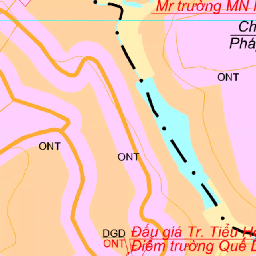 Mr trường MN
Ch
Pháp
ONT
ONT
ONT
DGD
Đấu giá Tr. Tiểu H
ONT
Điểm trường Quế